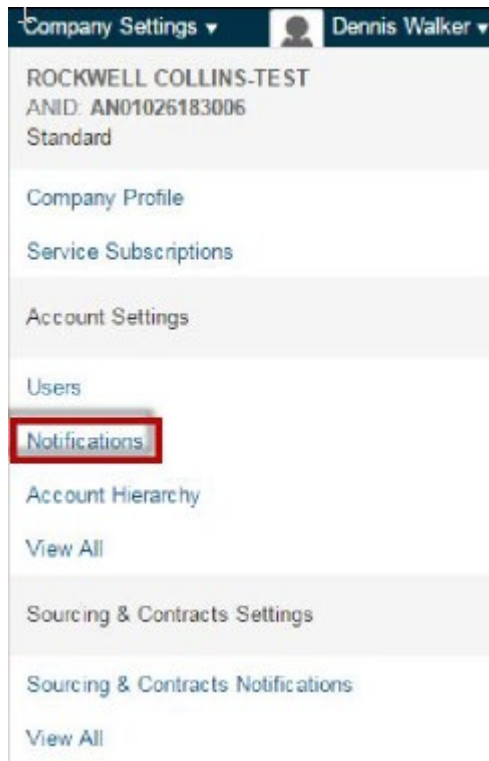 Company Settings ▾ Dennis Walker ▾
ROCKWELL COLLINS-TEST
ANID: AN01026183006
Standard
Company Profile
Service Subscriptions
Account Settings
Users
Notifications
Account Hierarchy
View All
Sourcing & Contracts Settings
Sourcing & Contracts Notifications
View All